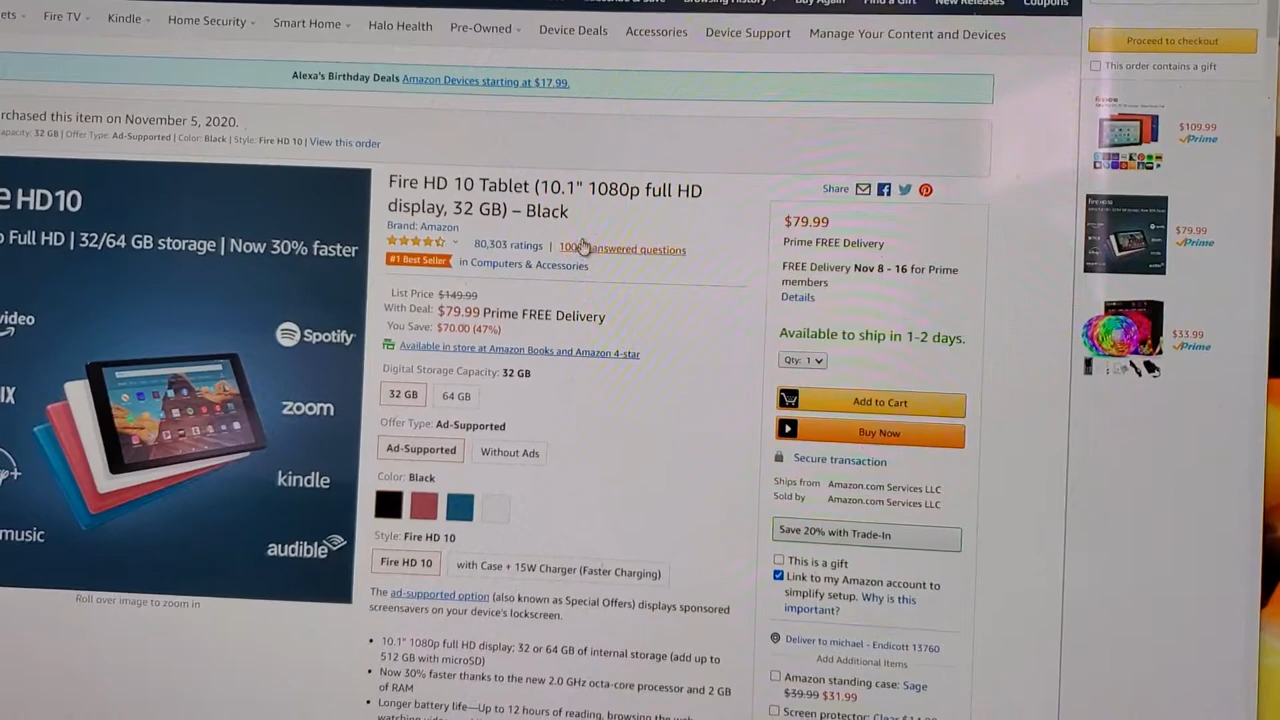 Browsing History
Buy Again
Find a Gift
New Releases
Coupons
ets
Fire TV
Kindle
Home Security
Smart Home
Halo Health
Pre-Owned
Device Deals
Accessories
Device Support
Manage Your Content and Devices
Alexa's Birthday Deals Amazon Devices starting at $17.99.
rchased this item on November 5, 2020.
apacity: 32 GB | Offer Type: Ad-Supported | Color: Black | Style: Fire HD 10 | View this order
e HD10
Full HD | 32/64 GB storage | Now 30% faster
video
Spotify
IX
zoom
kindle
music
audible
Roll over image to zoom in
Fire HD 10 Tablet (10.1" 1080p full HD
display, 32 GB) – Black
Brand: Amazon
80,303 ratings | answered questions
#1 Best Seller in Computers & Accessories
List Price $149.99
With Deal: $79.99 Prime FREE Delivery
You Save: $70.00 (47%)
Available in store at Amazon Books and Amazon 4-star
Digital Storage Capacity: 32 GB
32 GB
64 GB
Offer Type: Ad-Supported
Ad-Supported
Without Ads
Color: Black
Style: Fire HD 10
Fire HD 10
with Case + 15W Charger (Faster Charging)
The ad-supported option (also known as Special Offers) displays sponsored
screensavers on your device's lockscreen.
• 10.1" 1080p full HD display; 32 or 64 GB of internal storage (add up to
512 GB with microSD)
• Now 30% faster thanks to the new 2.0 GHz octa-core processor and 2 GB
of RAM
• Longer battery life—Up to 12 hours of reading, browsing the web,
Share
$79.99
Prime FREE Delivery
FREE Delivery Nov 8 - 16 for Prime
members
Details
Available to ship in 1-2 days.
Qty: 1
Add to Cart
Buy Now
Secure transaction
Ships from Amazon.com Services LLC
Sold by Amazon.com Services LLC
Save 20% with Trade-In
This is a gift
Link to my Amazon account to
simplify setup. Why is this
important?
Deliver to michael - Endicott 13760
Add Additional Items
Amazon standing case: Sage
$39.99 $31.99
Screen protector: Clear
Proceed to checkout
This order contains a gift
$109.99
Prime
$79.99
Prime
$33.99
Prime